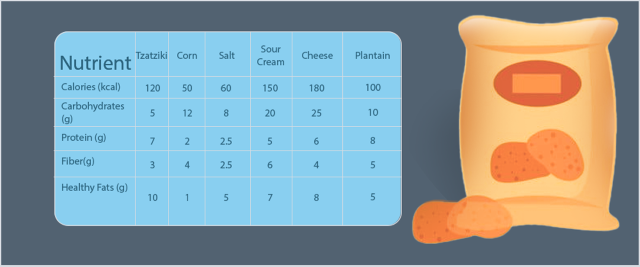 Nutrient Tzatziki Corn Salt Sour Cream Cheese Plantain
Calories (kcal) 120 50 60 150 180 100
Carbohydrates (g) 5 12 8 20 25 10
Protein (g) 7 2 2.5 5 6 8
Fiber(g) 3 4 2.5 6 4 5
Healthy Fats (g) 10 1 5 7 8 5